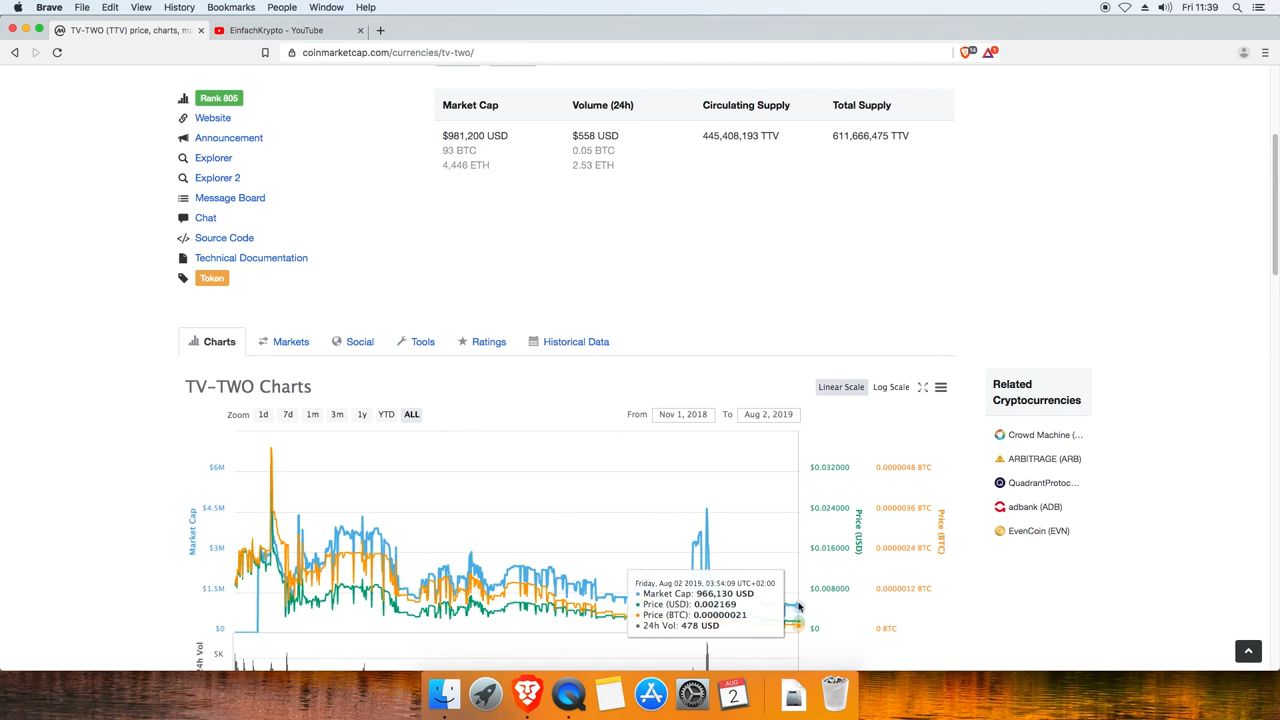 Brave File Edit View History Bookmarks People Window Help
Fri 11:39
TV-TWO (TTV) price, charts, m
EinfachKrypto - YouTube
coinmarketcap.com/currencies/tv-two/
Rank 805
Website
Announcement
Explorer
Explorer 2
Message Board
Chat
Source Code
Technical Documentation
Token
Market Cap Volume (24h) Circulating Supply Total Supply
$981,200 USD $558 USD 445,408,193 TTV 611,666,475 TTV
93 BTC 0.05 BTC
4,446 ETH 2.53 ETH
Charts Markets Social Tools Ratings Historical Data
TV-TWO Charts
Linear Scale Log Scale
Zoom 1d 7d 1m 3m 1y YTD ALL
From Nov 1, 2018 To Aug 2, 2019
$6M $0.032000 0.0000048 BTC
$4.5M $0.024000 0.0000036 BTC
$3M $0.016000 0.0000024 BTC
$1.5M $0.008000 0.0000012 BTC
$0 $0 0 BTC
Market Cap
Price (USD)
Price (BTC)
Friday, Aug 02 2019, 03:54:09 UTC+02:00
Market Cap: 966,130 USD
Price (USD): 0.002169
Price (BTC): 0.00000021
24h Vol: 478 USD
5K
24h Vol
Related
Cryptocurrencies
Crowd Machine (...
ARBITRAGE (ARB)
QuadrantProtoc...
adbank (ADB)
EvenCoin (EVN)
AUG
2